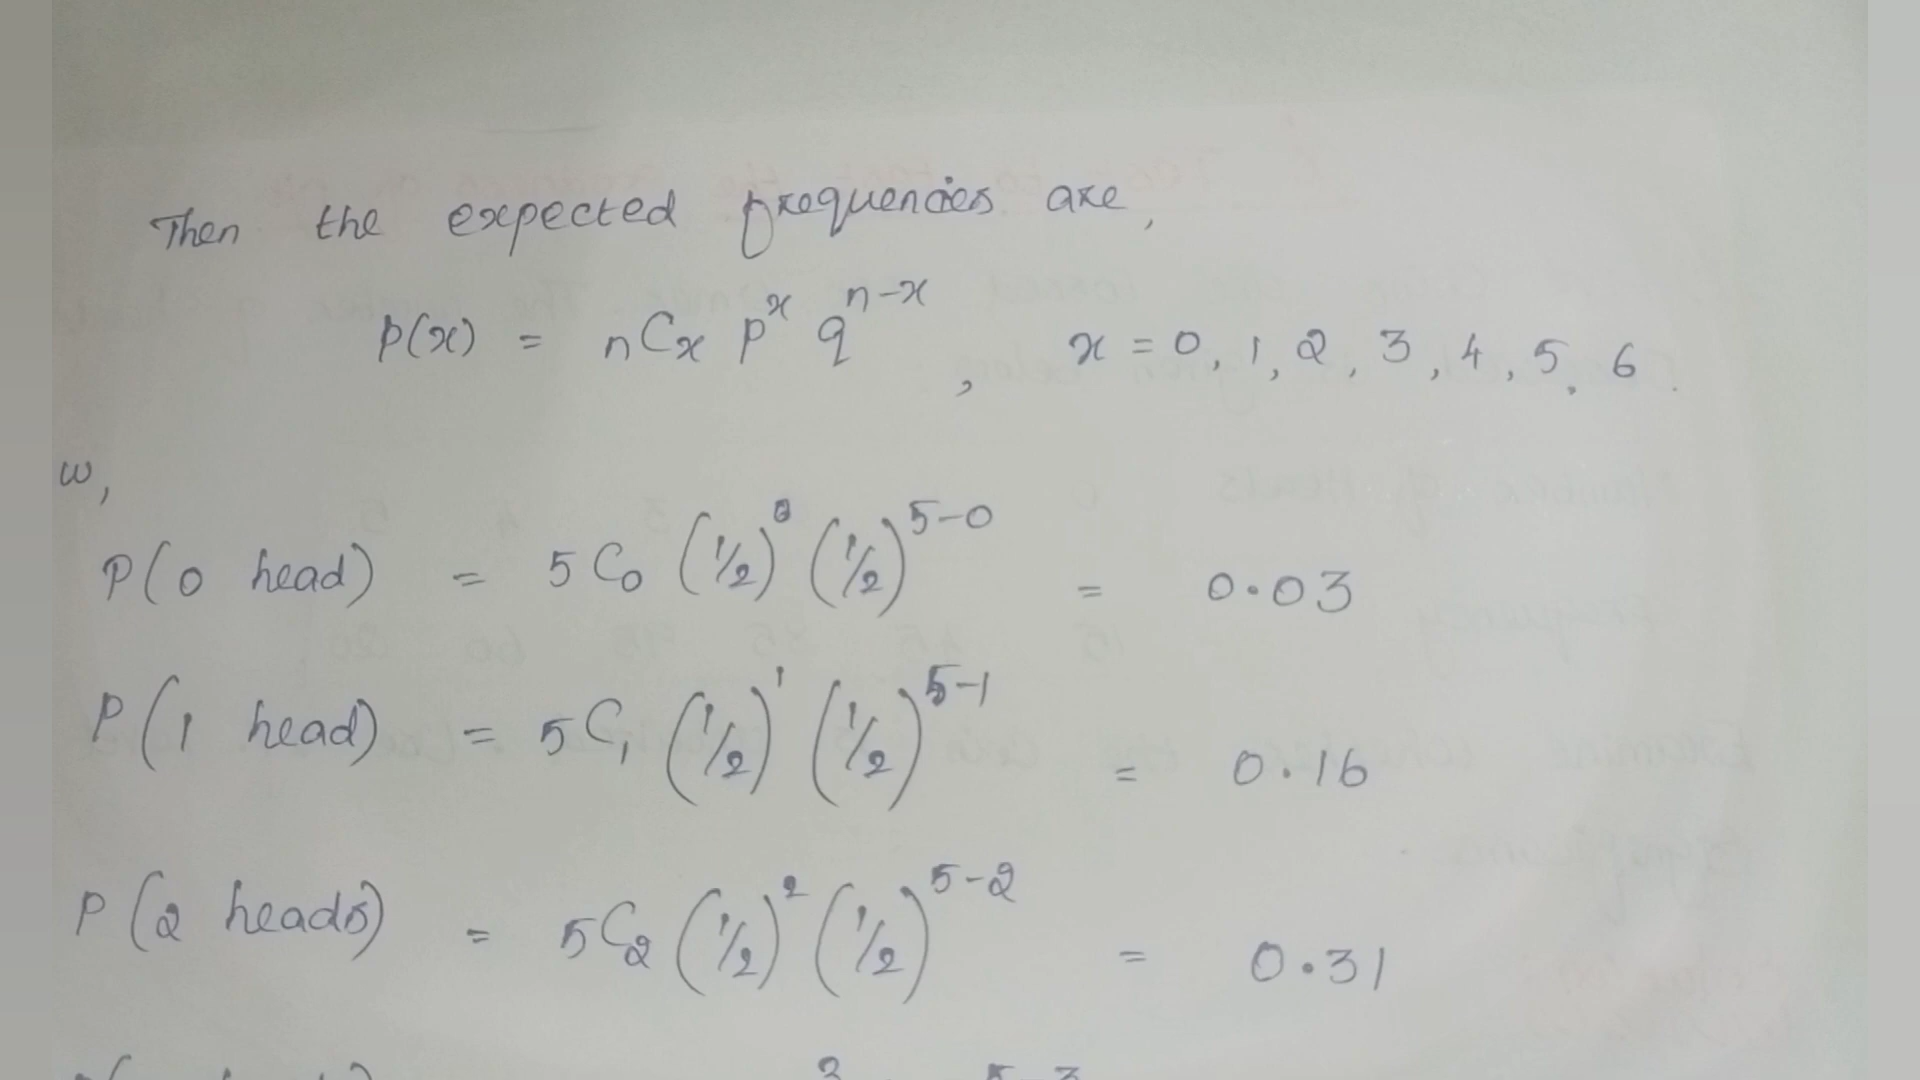 Then the expected frequencies are,
p(x) = nCx p^x q^(n-x), x = 0, 1, 2, 3, 4, 5, 6.
w,
P(0 head) = 5C0 (1/2)^0 (1/2)^(5-0) = 0.03
P(1 head) = 5C1 (1/2)^1 (1/2)^(5-1) = 0.16
P(2 heads) = 5C2 (1/2)^2 (1/2)^(5-2) = 0.31